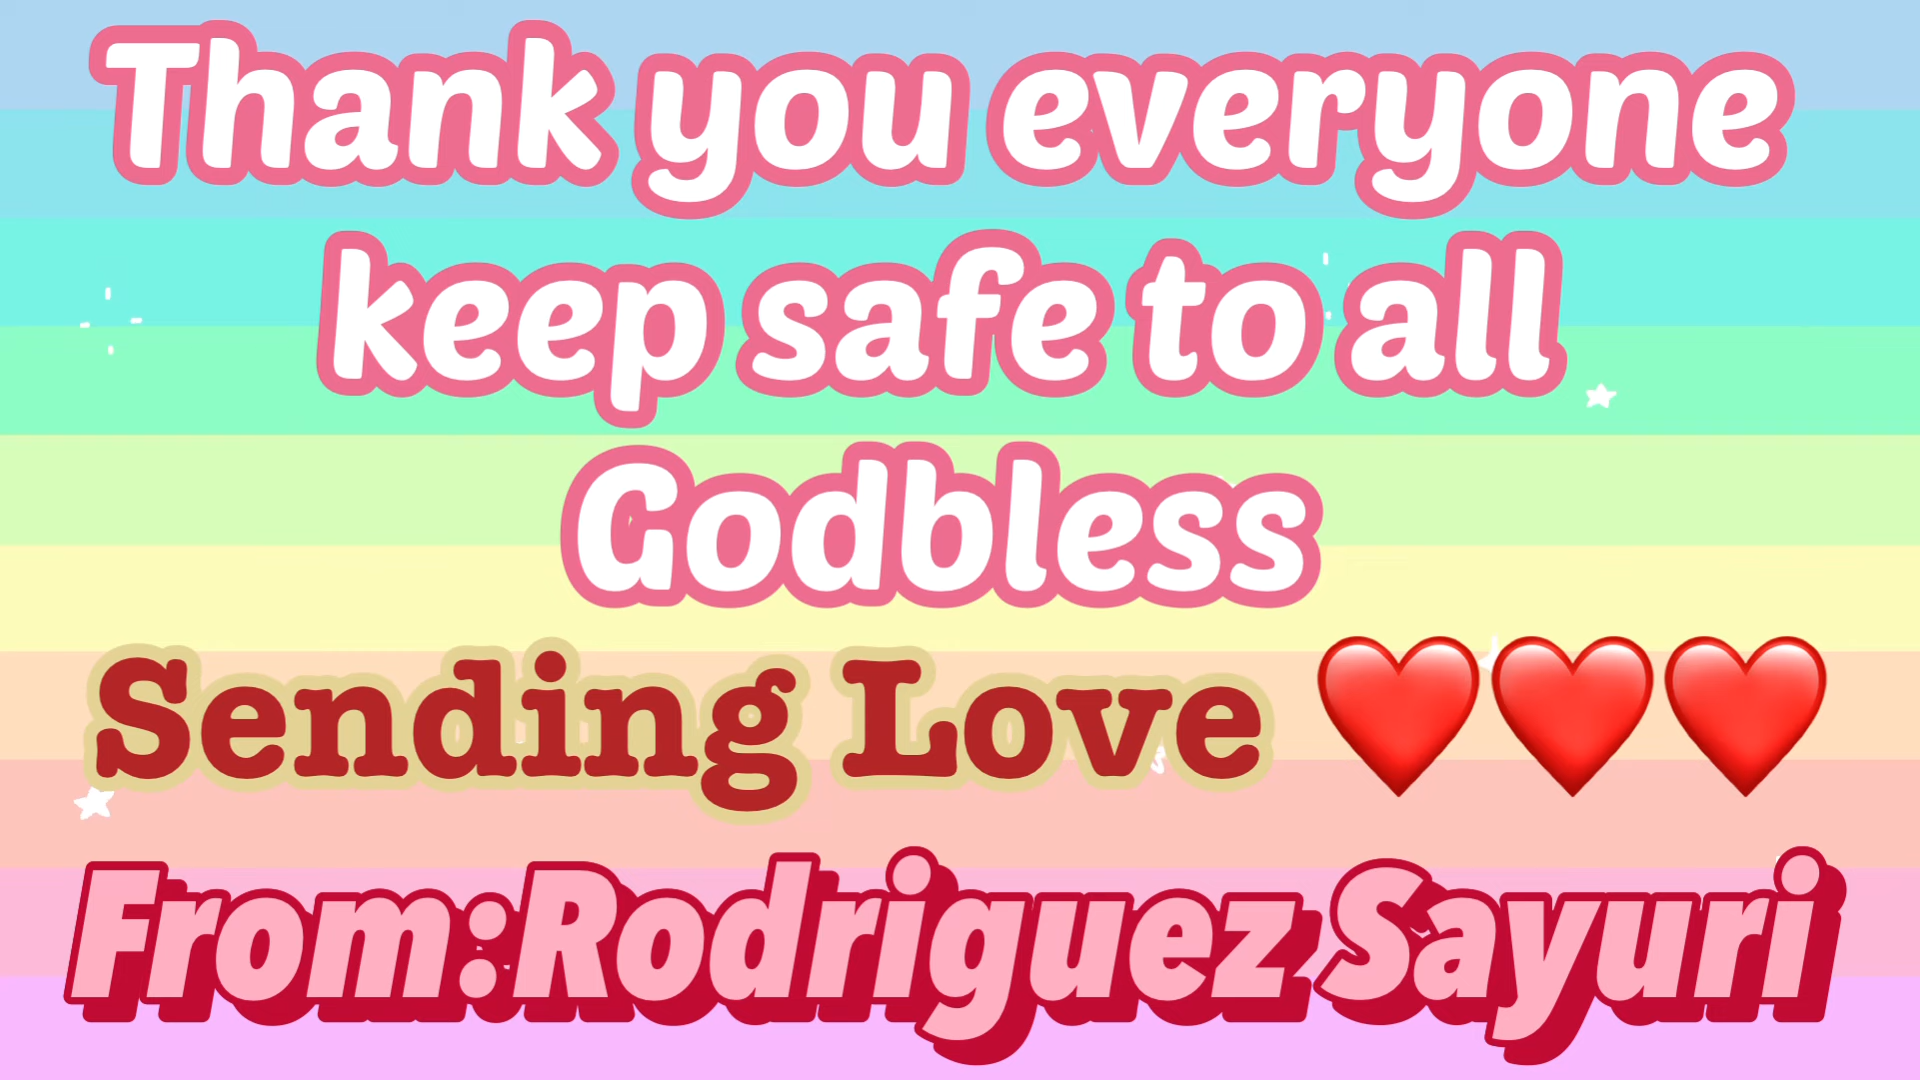 Thank you everyone
keep safe to all
Godbless
Sending Love ❤️❤️❤️
From:Rodriguez Sayuri